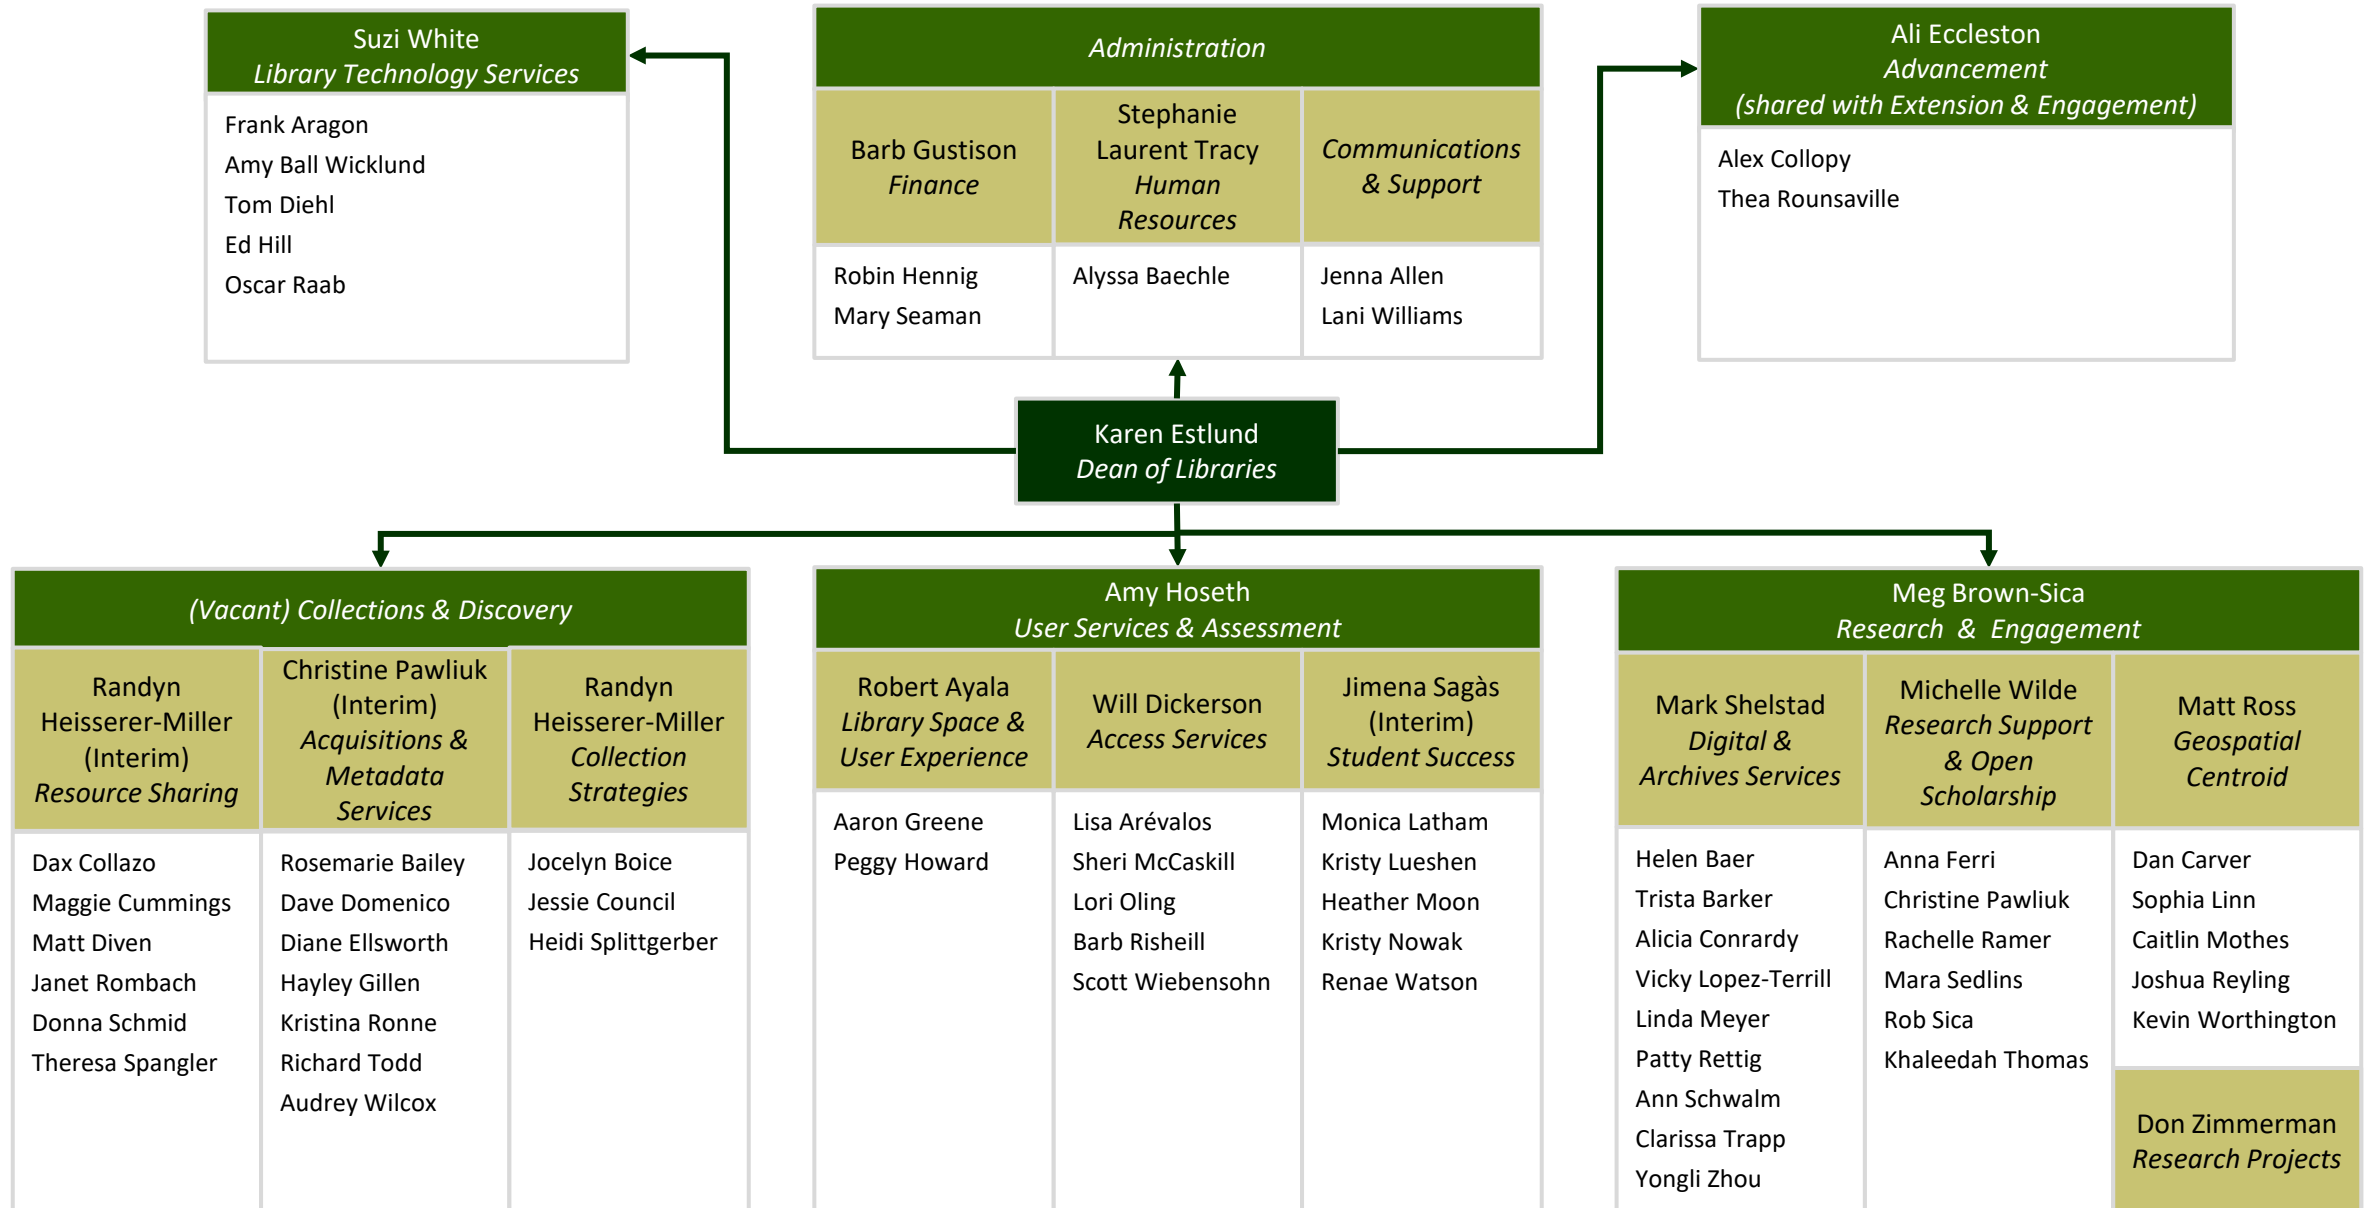 Suzi White
Library Technology Services
Frank Aragon
Amy Ball Wicklund
Tom Diehl
Ed Hill
Oscar Raab
Administration
Barb Gustison
Finance
Robin Hennig
Mary Seaman
Stephanie
Laurent Tracy
Human
Resources
Alyssa Baechle
Communications
& Support
Jenna Allen
Lani Williams
Ali Eccleston
Advancement
(shared with Extension & Engagement)
Alex Collopy
Thea Rounsaville
Karen Estlund
Dean of Libraries
(Vacant) Collections & Discovery
Randyn
Heisserer-Miller
(Interim)
Resource Sharing
Dax Collazo
Maggie Cummings
Matt Diven
Janet Rombach
Donna Schmid
Theresa Spangler
Christine Pawliuk
(Interim)
Acquisitions &
Metadata
Services
Rosemarie Bailey
Dave Domenico
Diane Ellsworth
Hayley Gillen
Kristina Ronne
Richard Todd
Audrey Wilcox
Randyn
Heisserer-Miller
Collection
Strategies
Jocelyn Boice
Jessie Council
Heidi Splittgerber
Amy Hoseth
User Services & Assessment
Robert Ayala
Library Space &
User Experience
Aaron Greene
Peggy Howard
Will Dickerson
Access Services
Lisa Arévalos
Sheri McCaskill
Lori Oling
Barb Risheill
Scott Wiebensohn
Jimena Sagàs
(Interim)
Student Success
Monica Latham
Kristy Lueshen
Heather Moon
Kristy Nowak
Renae Watson
Meg Brown-Sica
Research & Engagement
Mark Shelstad
Digital &
Archives Services
Helen Baer
Trista Barker
Alicia Conrardy
Vicky Lopez-Terrill
Linda Meyer
Patty Rettig
Ann Schwalm
Clarissa Trapp
Yongli Zhou
Michelle Wilde
Research Support
& Open
Scholarship
Anna Ferri
Christine Pawliuk
Rachelle Ramer
Mara Sedlins
Rob Sica
Khaleedah Thomas
Matt Ross
Geospatial
Centroid
Dan Carver
Sophia Linn
Caitlin Mothes
Joshua Reyling
Kevin Worthington
Don Zimmerman
Research Projects